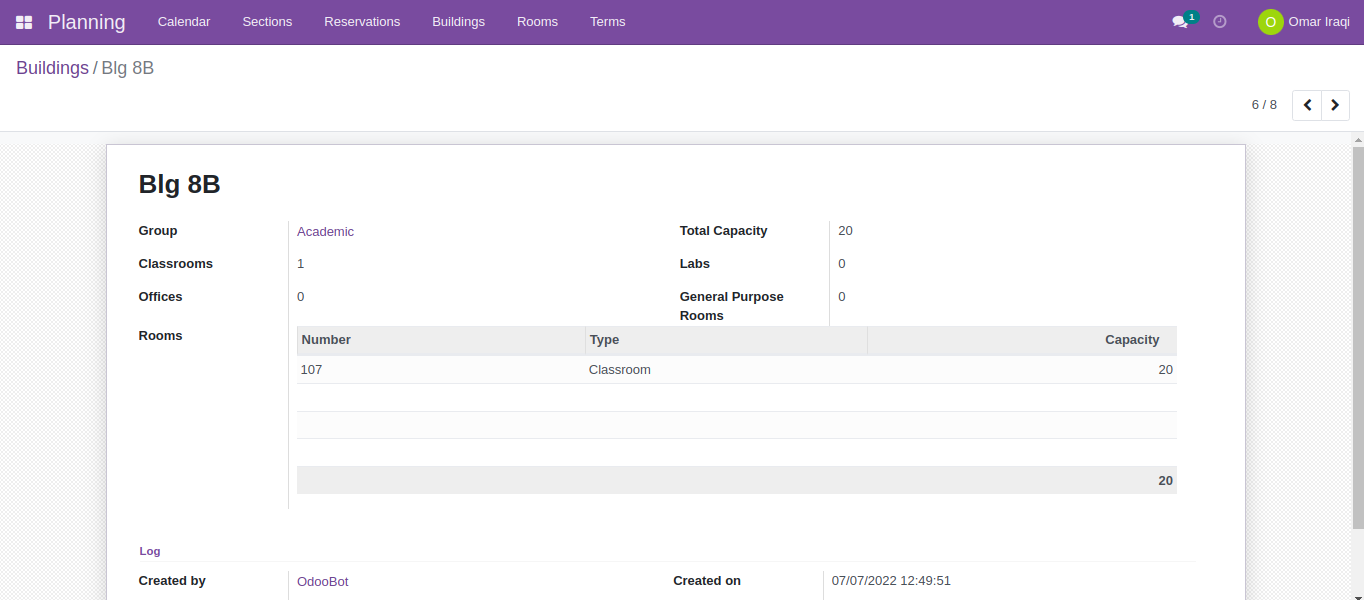 Planning Calendar Sections Reservations Buildings Rooms Terms 1 O Omar Iraqi
Buildings / Blg 8B
6 / 8
Blg 8B
Group Academic Total Capacity 20
Classrooms 1 Labs 0
Offices 0 General Purpose Rooms 0
Rooms
Number Type Capacity
107 Classroom 20
20
Log
Created by OdooBot Created on 07/07/2022 12:49:51